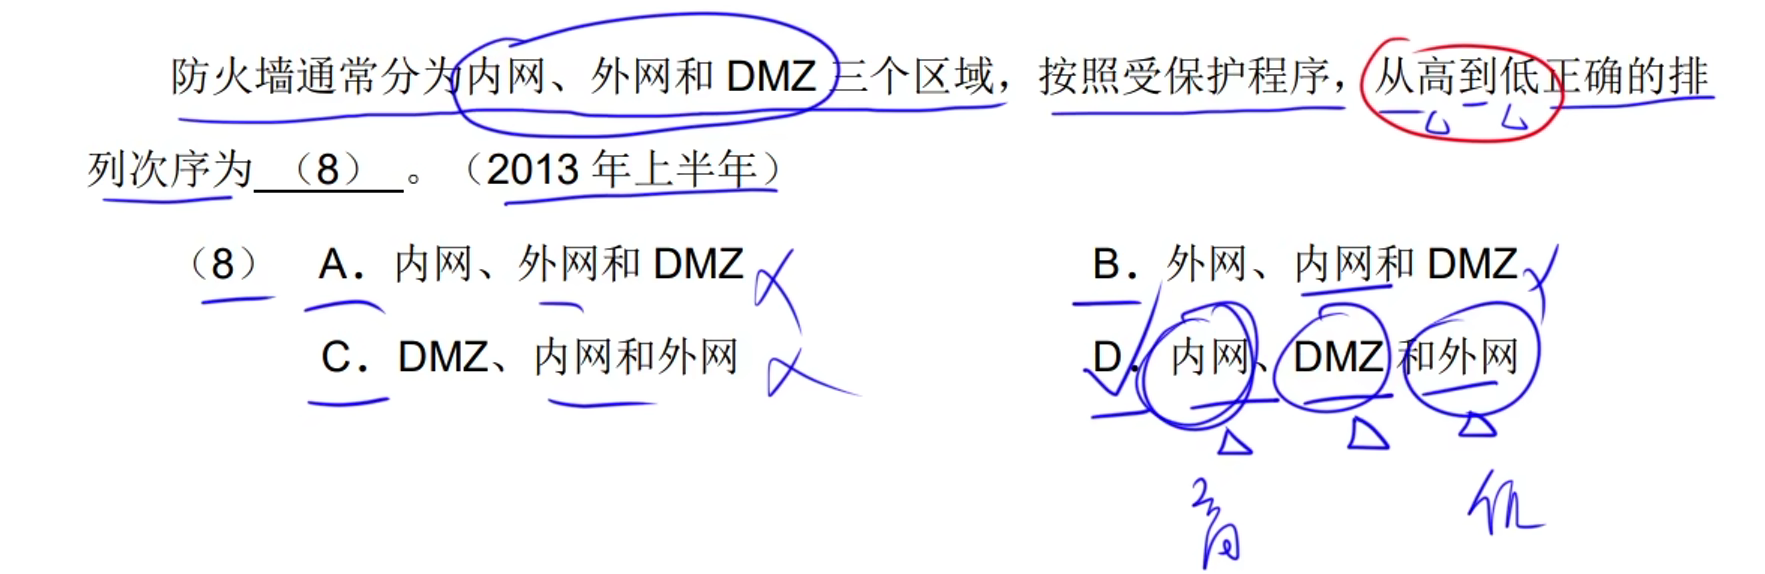 防火墙通常分为内网、外网和 DMZ 三个区域，按照受保护程序，从高到低正确的排
列次序为 （8） 。（2013 年上半年）
（8） A. 内网、外网和 DMZ B. 外网、内网和 DMZ
C. DMZ、内网和外网 D. 内网、DMZ 和外网
高 低